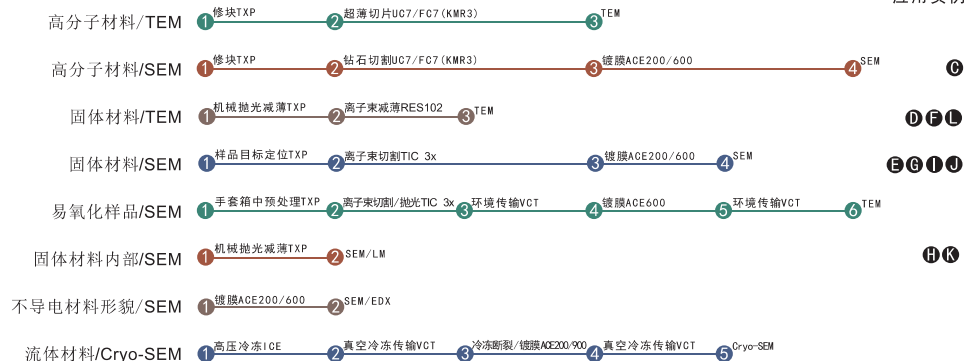 高分子材料/TEM 1 修块TXP 2 超薄切片UC7/FC7(KMR3) 3 TEM
高分子材料/SEM 1 修块TXP 2 钻石切割UC7/FC7(KMR3) 3 镀膜ACE200/600 4 SEM C
固体材料/TEM 1 机械抛光减薄TXP 2 离子束减薄RES102 3 TEM D F L
固体材料/SEM 1 样品目标定位TXP 2 离子束切割TIC 3x 3 镀膜ACE200/600 4 SEM E G I J
易氧化样品/SEM 1 手套箱中预处理TXP 2 离子束切割/抛光TIC 3x 3 环境传输VCT 4 镀膜ACE600 5 环境传输VCT 6 TEM
固体材料内部/SEM 1 机械抛光减薄TXP 2 SEM/LM H K
不导电材料形貌/SEM 1 镀膜ACE200/600 2 SEM/EDX
流体材料/Cryo-SEM 1 高压冷冻ICE 2 真空冷冻传输VCT 3 冷冻断裂/镀膜ACE200/900 4 真空冷冻传输VCT 5 Cryo-SEM